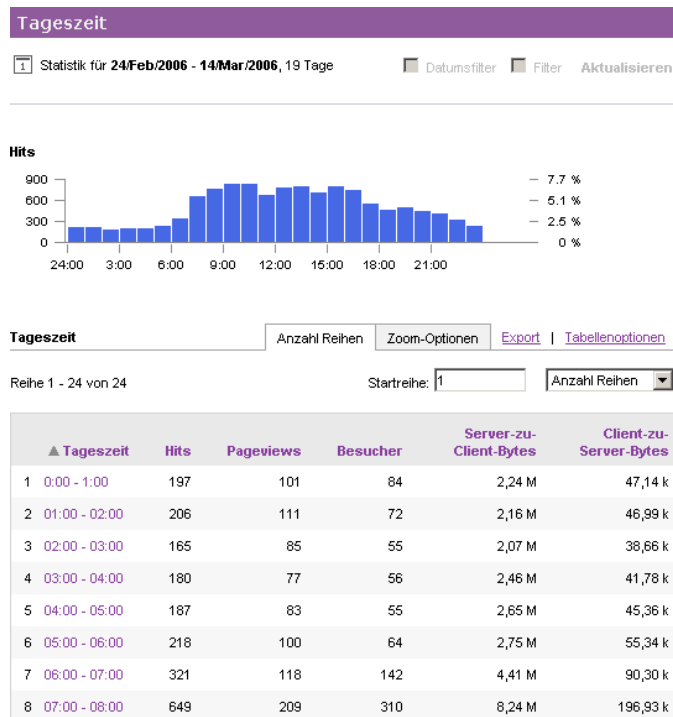 Tageszeit
1 Statistik für 24/Feb/2006 - 14/Mar/2006, 19 Tage Datumsfilter Filter Aktualisieren
Hits
900 7.7 %
600 5.1 %
300 2.5 %
0 0 %
24:00 3:00 6:00 9:00 12:00 15:00 18:00 21:00
Tageszeit Anzahl Reihen Zoom-Optionen Export | Tabellenoptionen
Reihe 1 - 24 von 24 Startreihe: 1 Anzahl Reihen
Tageszeit Hits Pageviews Besucher Server-zu-Client-Bytes Client-zu-Server-Bytes
1 0:00 - 1:00 197 101 84 2,24 M 47,14 k
2 01:00 - 02:00 206 111 72 2,16 M 46,99 k
3 02:00 - 03:00 165 85 55 2,07 M 38,66 k
4 03:00 - 04:00 180 77 56 2,46 M 41,78 k
5 04:00 - 05:00 187 83 55 2,65 M 45,36 k
6 05:00 - 06:00 218 100 64 2,75 M 55,34 k
7 06:00 - 07:00 321 118 142 4,41 M 90,30 k
8 07:00 - 08:00 649 209 310 8,24 M 196,93 k